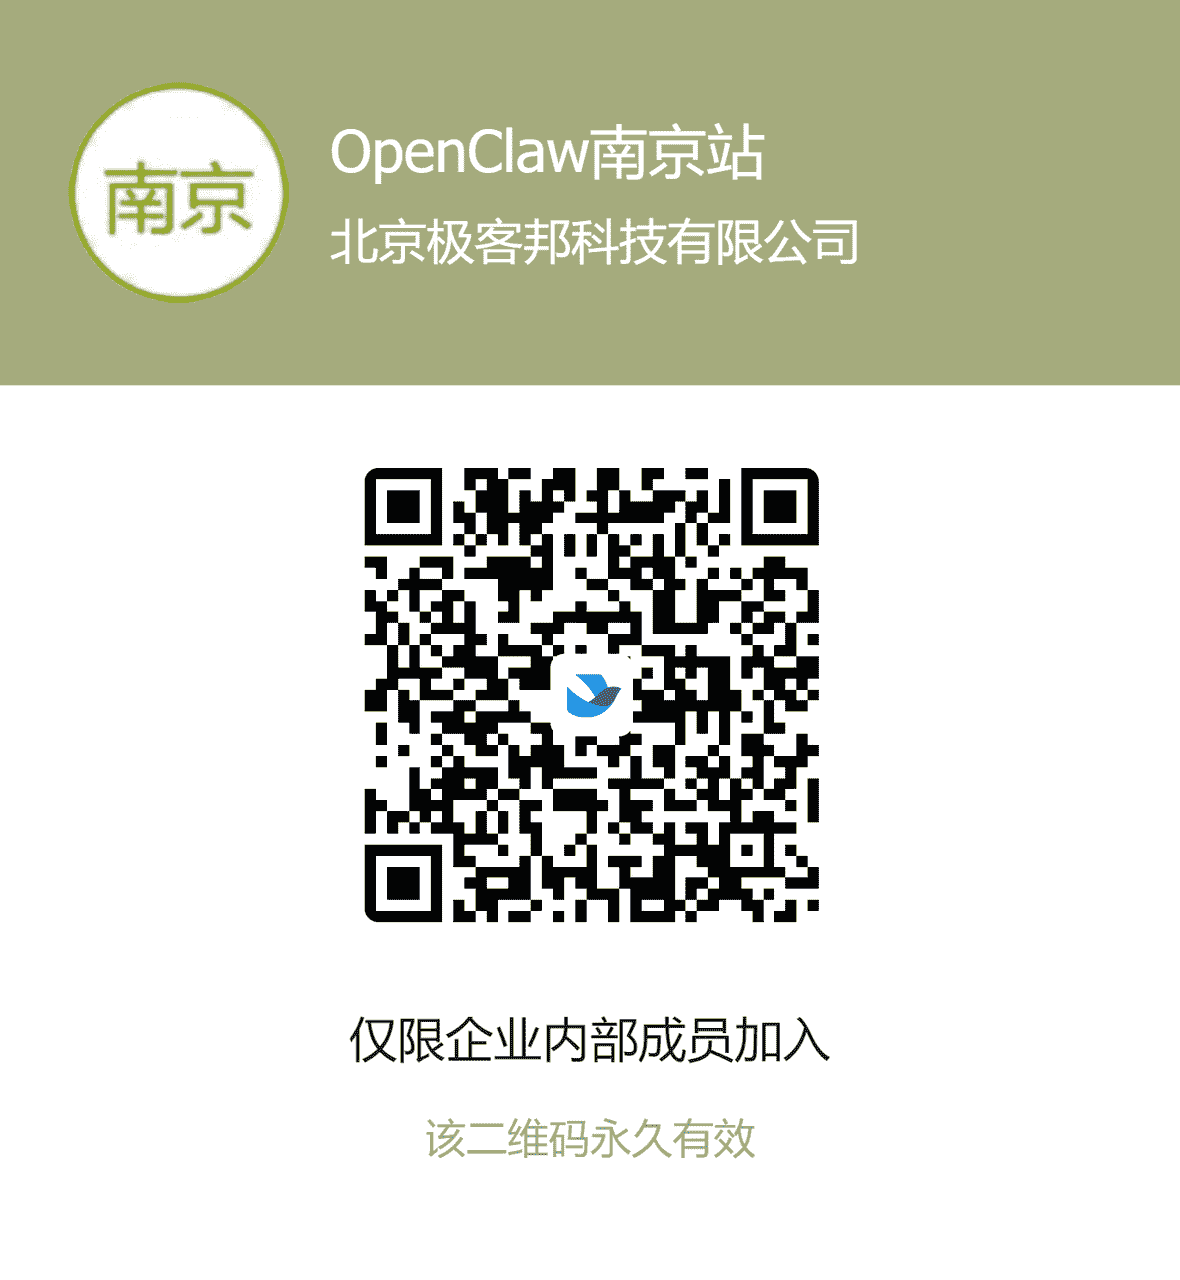 南京
OpenClaw南京站
北京极客邦科技有限公司
仅限企业内部成员加入
该二维码永久有效